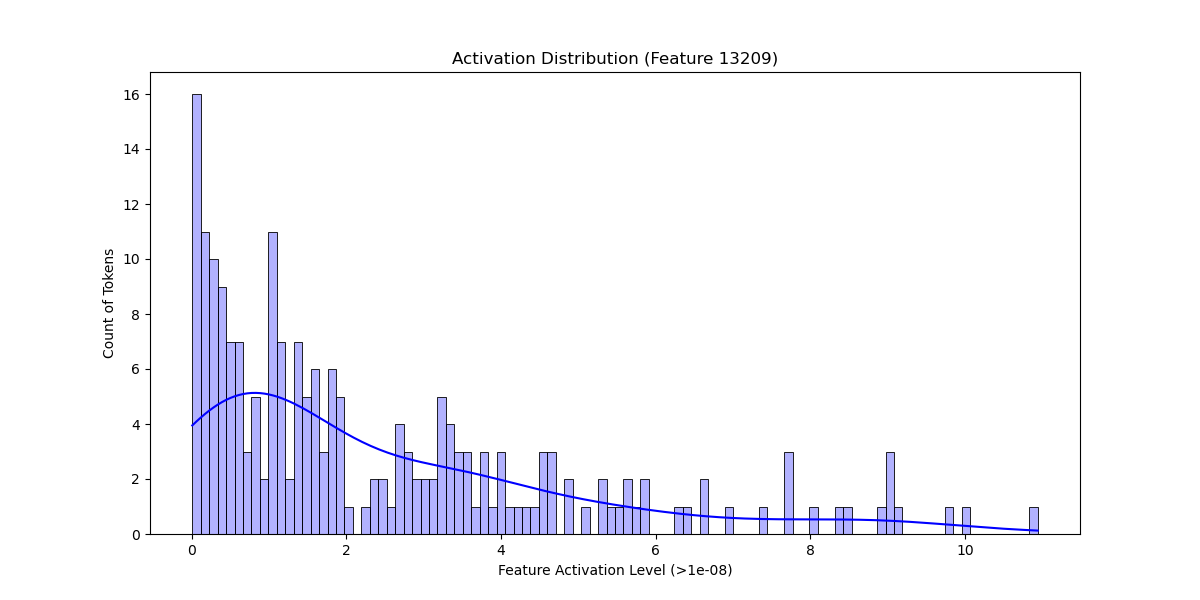 Activation Distribution (Feature 13209)
16
14
12
10
8
6
4
2
0
Count of Tokens
0 2 4 6 8 10
Feature Activation Level (>1e-08)